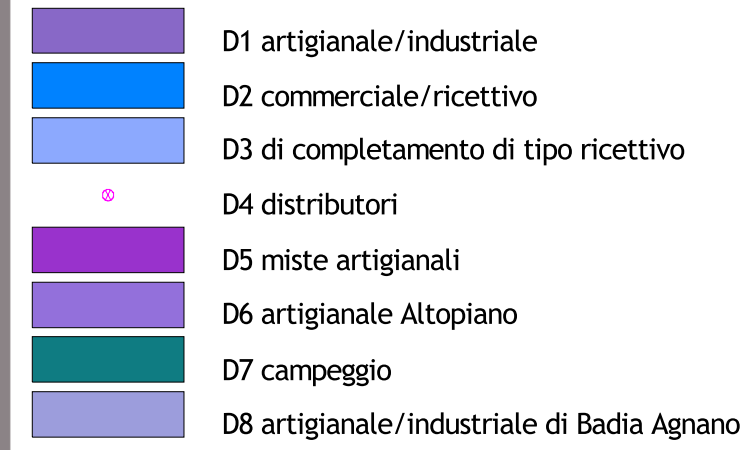 D1 artigianale/industriale
D2 commerciale/ricettivo
D3 di completamento di tipo ricettivo
D4 distributori
D5 miste artigianali
D6 artigianale Altopiano
D7 campeggio
D8 artigianale/industriale di Badia Agnano